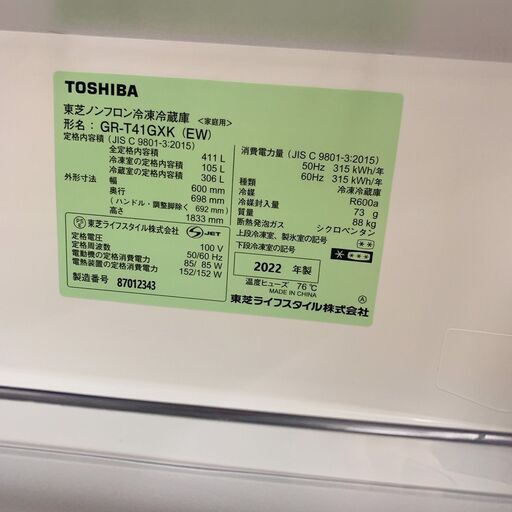 TOSHIBA
東芝ノンフロン冷凍冷蔵庫 <家庭用>
形名: GR-T41GXK (EW)
定格内容積 (JIS C 9801-3:2015)
全定格内容積 411 L
冷凍室の定格内容積 105 L
冷蔵室の定格内容積 306 L
外形寸法 幅 600 mm
奥行 698 mm
(ハンドル・調整脚除く 692 mm)
高さ 1833 mm
PSE 東芝ライフスタイル株式会社 S JET
定格電圧 100 V
定格周波数 50/60 Hz
電動機の定格消費電力 85/ 85 W
電熱装置の定格消費電力 152/152 W
製造番号 87012343
消費電力量 (JIS C 9801-3:2015)
50Hz 315 kWh/年
60Hz 315 kWh/年
種類 冷凍冷蔵庫
冷媒 R600a
冷媒封入量 73 g
質量 88 kg
断熱発泡ガス シクロペンタン
上段冷凍室、製氷室の記号 **
下段冷凍室の記号 ****
2022 年製
温度ヒューズ 76℃
MADE IN CHINA
東芝ライフスタイル株式会社 Ⓐ